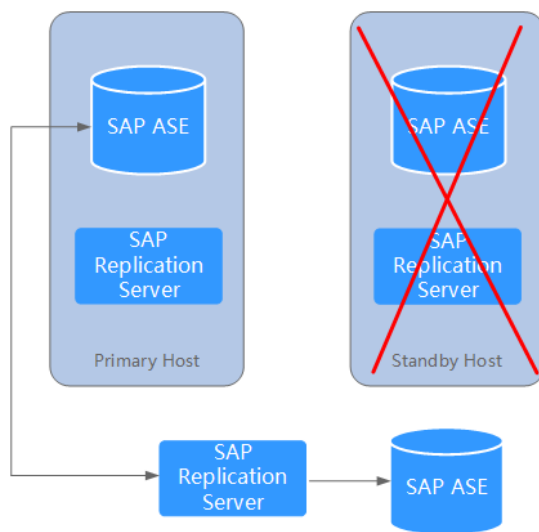 SAP ASE
SAP
Replication
Server
Primary Host
SAP ASE
SAP
Replication
Server
Standby Host
SAP
Replication
Server
SAP ASE